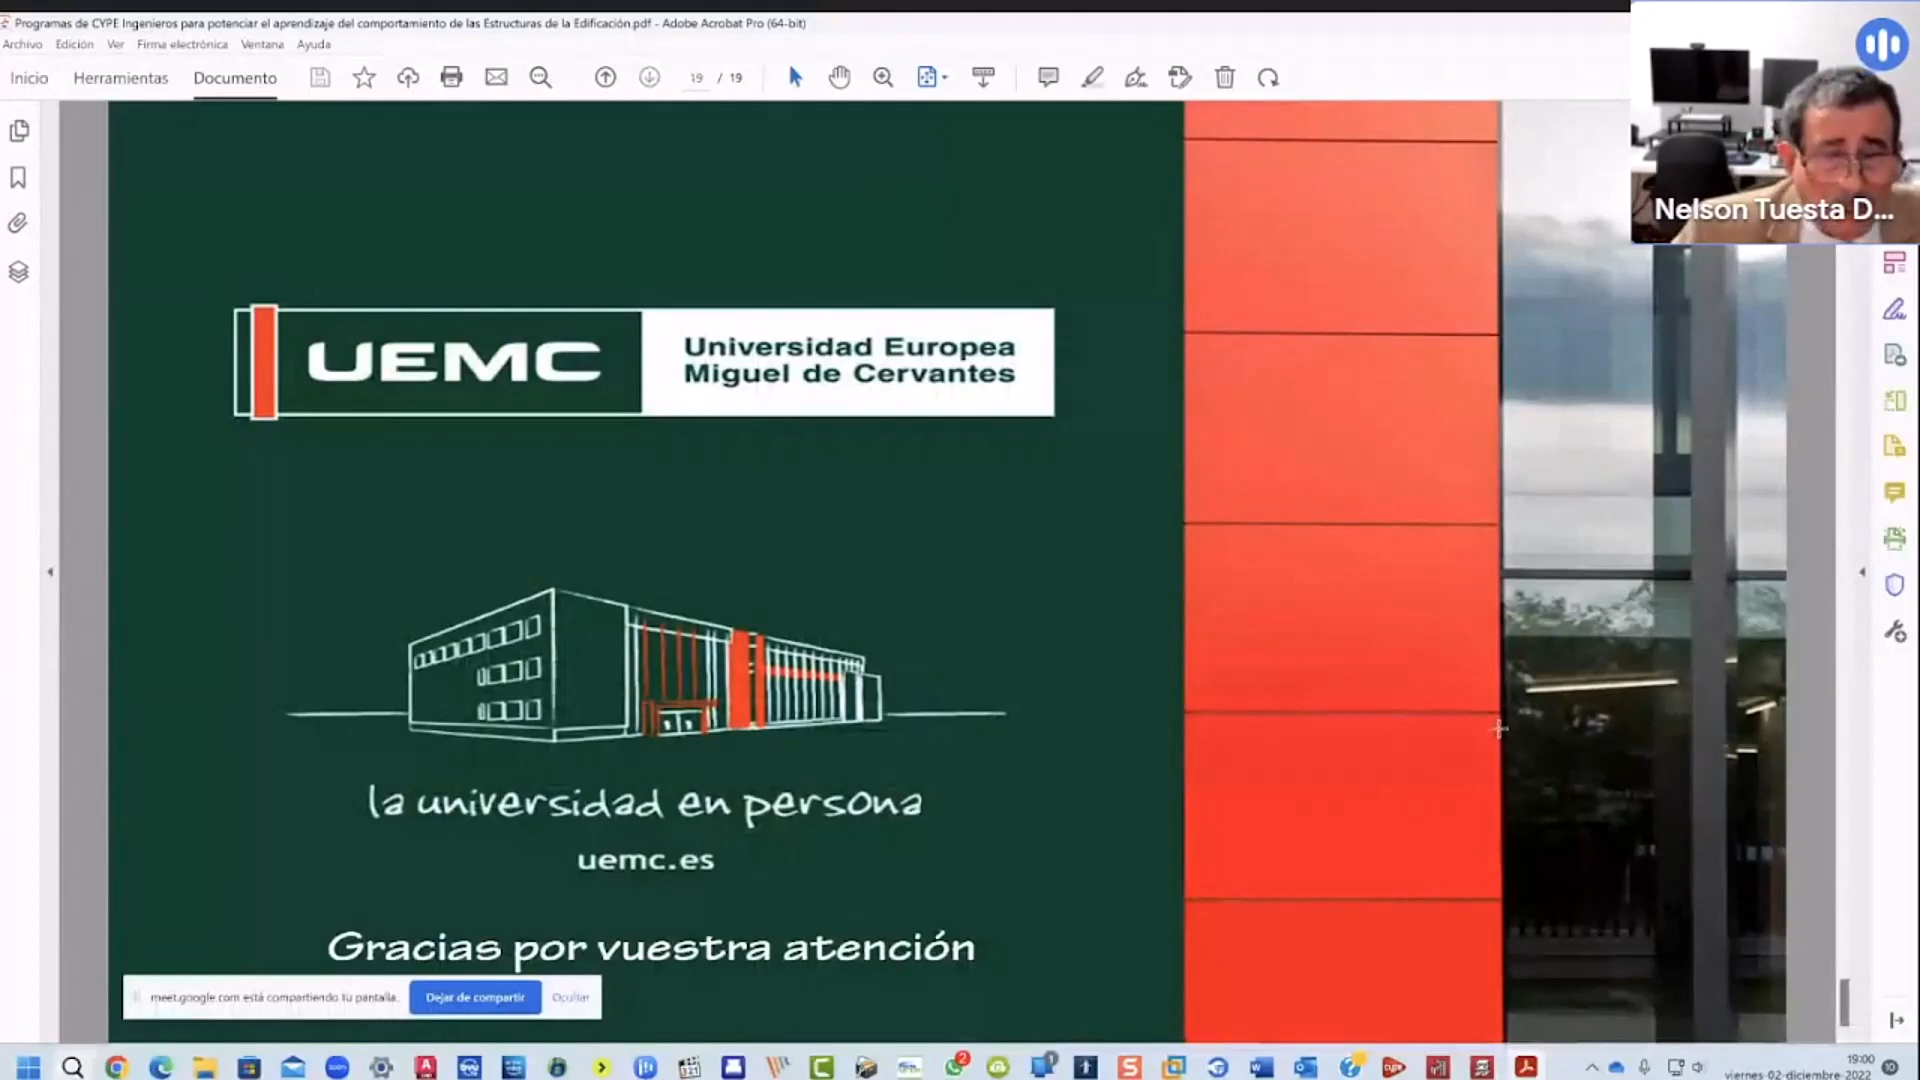 Programas de CYPE Ingenieros para potenciar el aprendizaje del comportamiento de las Estructuras de la Edificación.pdf - Adobe Acrobat Pro (64-bit)
Archivo Edición Ver Firma electrónica Ventana Ayuda
Inicio Herramientas Documento 19 / 19
Nelson Tuesta D...
UEMC
Universidad Europea
Miguel de Cervantes
la universidad en persona
uemc.es
Gracias por vuestra atención
meet.google.com está compartiendo tu pantalla. Dejar de compartir Ocultar
19:00
viernes-02-diciembre-2022